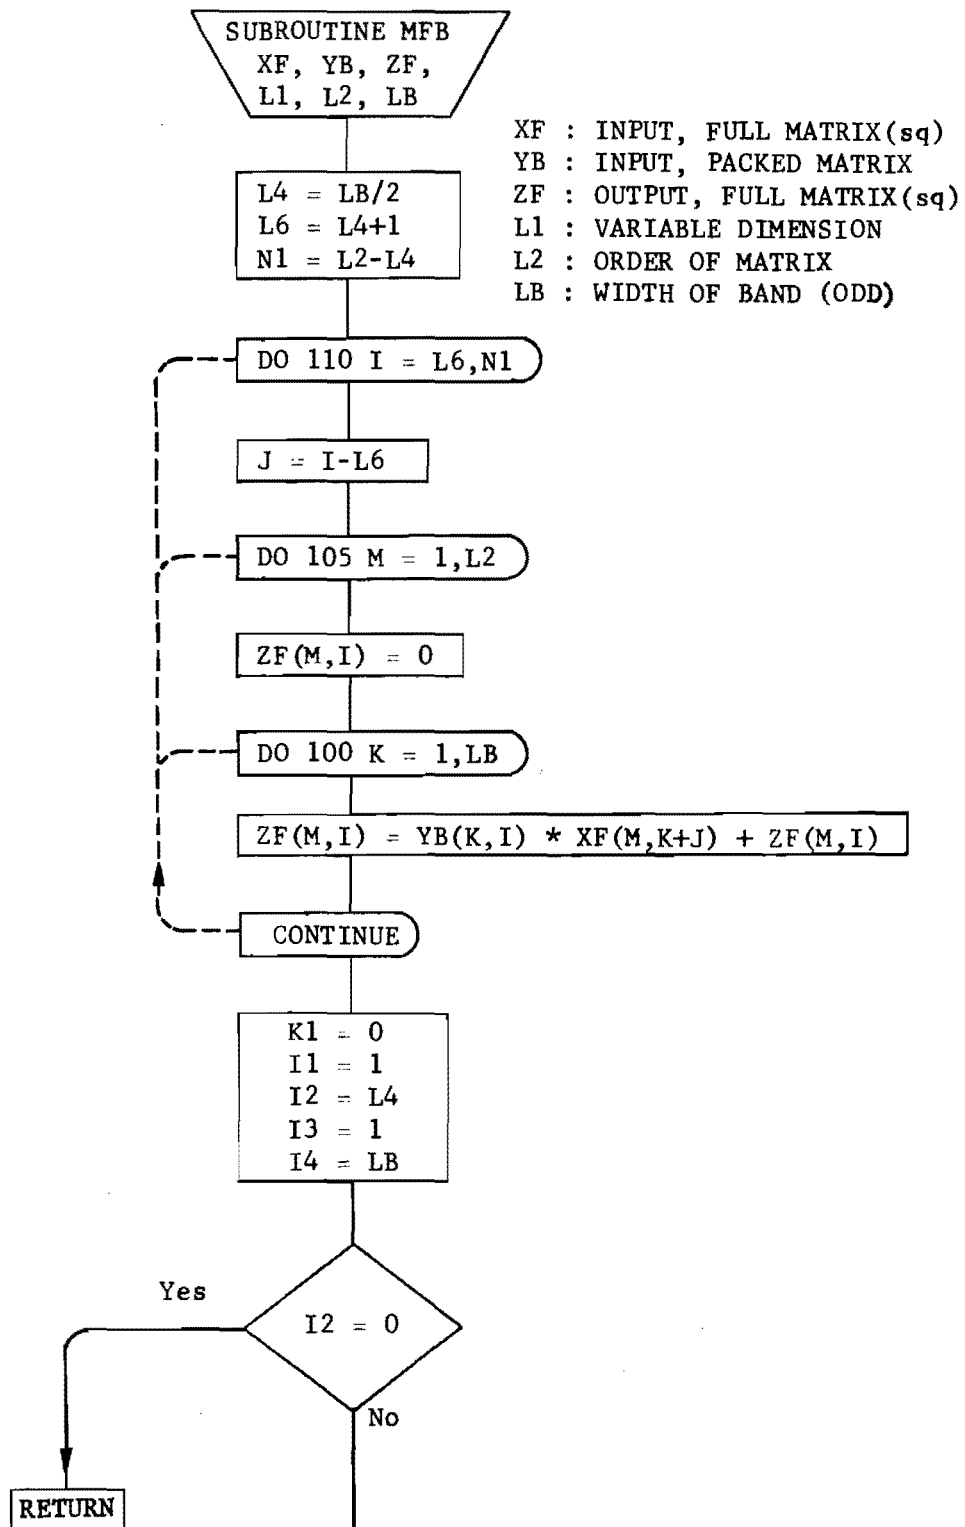 SUBROUTINE MFB
XF, YB, ZF,
L1, L2, LB
XF : INPUT, FULL MATRIX(sq)
YB : INPUT, PACKED MATRIX
ZF : OUTPUT, FULL MATRIX(sq)
L1 : VARIABLE DIMENSION
L2 : ORDER OF MATRIX
LB : WIDTH OF BAND (ODD)
L4 = LB/2
L6 = L4+1
N1 = L2-L4
DO 110 I = L6,N1
J = I-L6
DO 105 M = 1,L2
ZF(M,I) = 0
DO 100 K = 1,LB
ZF(M,I) = YB(K,I) * XF(M,K+J) + ZF(M,I)
CONTINUE
K1 = 0
I1 = 1
I2 = L4
I3 = 1
I4 = LB
Yes
I2 = 0
No
RETURN